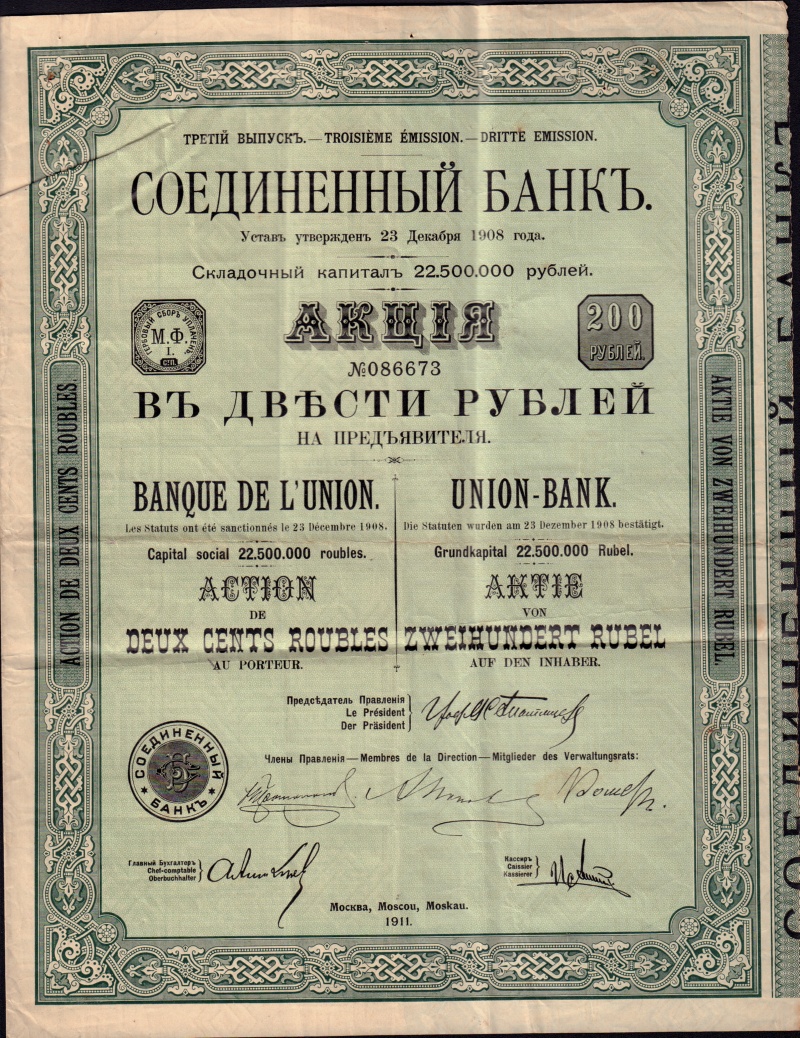 ТРЕТІЙ ВЫПУСКЪ.—TROISIÈME ÉMISSION.—DRITTE EMISSION.
СОЕДИНЕННЫЙ БАНКЪ.
Уставъ утвержденъ 23 Декабря 1908 года.
Складочный капиталъ 22.500.000 рублей.
ГЕРБОВЫЙ СБОРЪ УПЛАЧЕНЪ.
М.Ф.
I.
СЕП.
АКЦІЯ
200
РУБЛЕЙ.
№086673
ВЪ ДВѢСТИ РУБЛЕЙ
НА ПРЕДЪЯВИТЕЛЯ.
BANQUE DE L'UNION.
Les Statuts ont été sanctionnés le 23 Décembre 1908.
Capital social 22.500.000 roubles.
ACTION
DE
DEUX CENTS ROUBLES
AU PORTEUR.
UNION-BANK.
Die Statuten wurden am 23 Dezember 1908 bestätigt.
Grundkapital 22.500.000 Rubel.
AKTIE
VON
ZWEIHUNDERT RUBEL
AUF DEN INHABER.
ACTION DE DEUX CENTS ROUBLES
AKTIE VON ZWEIHUNDERT RUBEL
Предсѣдатель Правленія
Le Président
Der Präsident
СОЕДИНЕННЫЙ
БАНКЪ
Члены Правленія—Membres de la Direction—Mitglieder des Verwaltungsrats:
Главный Бухгалтеръ
Chef-comptable
Oberbuchhalter
Кассиръ
Caissier
Kassierer
Москва, Moscou, Moskau.
1911.
СОЕДИНЕННЫЙ БАНКЪ